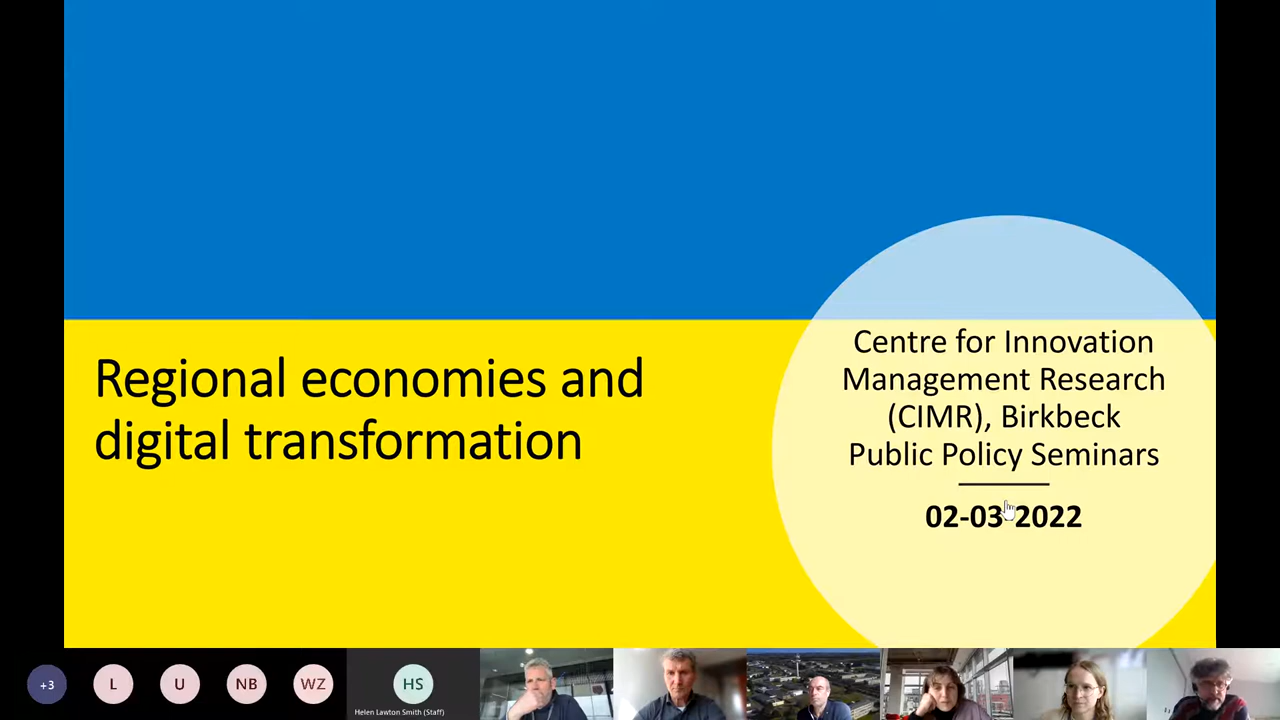 Regional economies and
digital transformation
Centre for Innovation
Management Research
(CIMR), Birkbeck
Public Policy Seminars
02-03-2022
+3
L
U
NB
WZ
HS
Helen Lawton Smith (Staff)